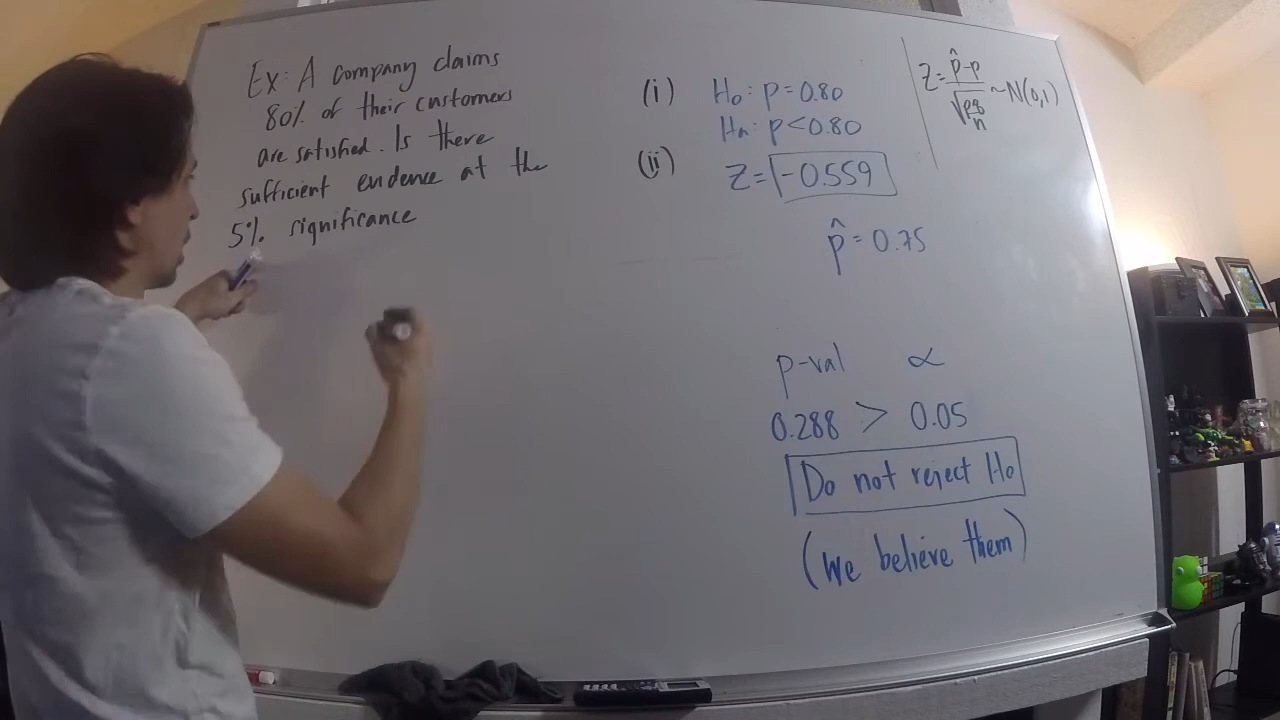 Ex: A company claims
80% of their customers
are satisfied. Is there
sufficient evidence at the
5% significance
(i) H₀: p = 0.80
Hₐ: p < 0.80
(ii) Z = -0.559
p̂ = 0.75
p-val α
0.288 > 0.05
Do not reject H₀
(we believe them)
Z = (p̂ - p) / √(pq/n) ~ N(0,1)